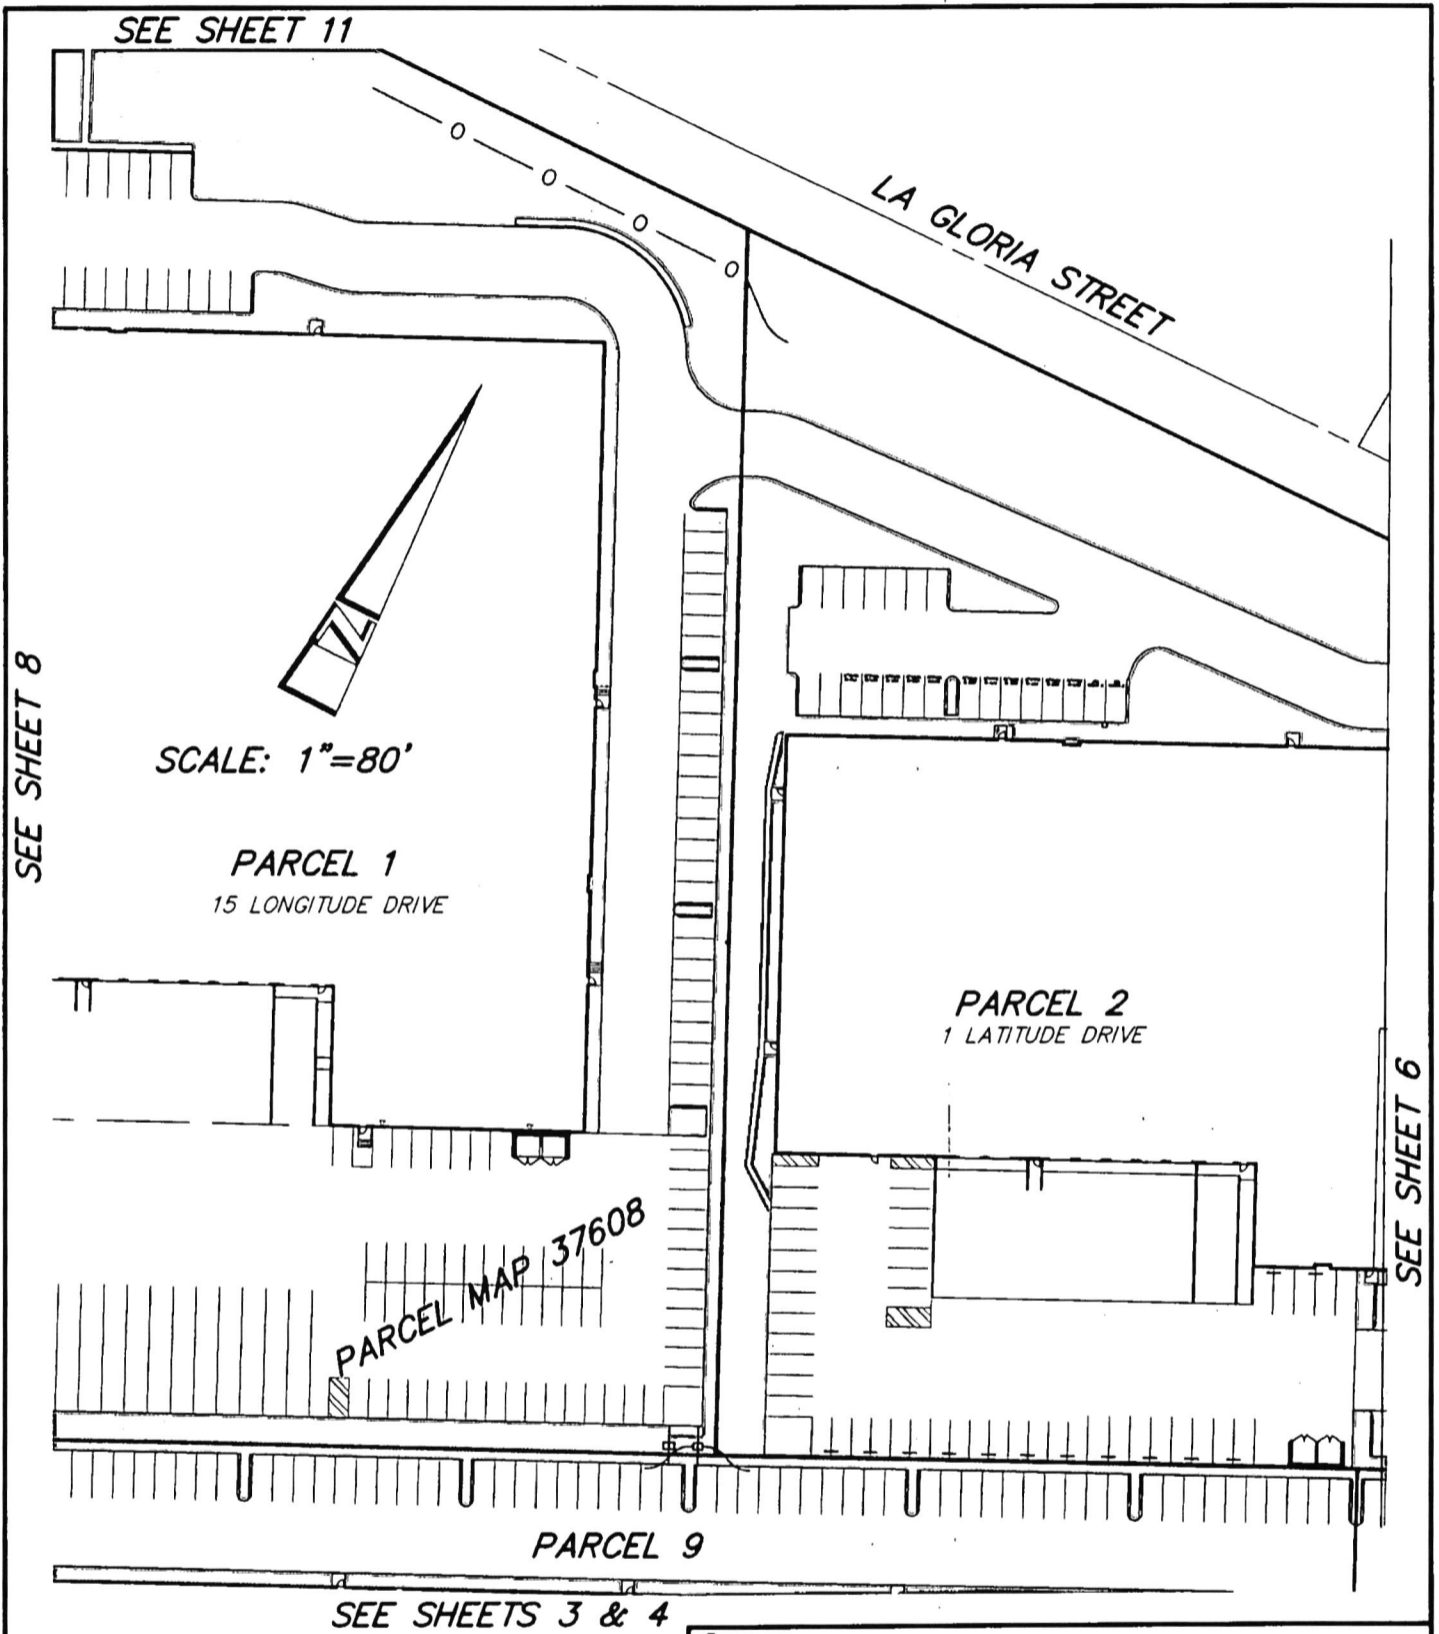 SEE SHEET 11
LA GLORIA STREET
SEE SHEET 8
N
SCALE: 1"=80'
PARCEL 1
15 LONGITUDE DRIVE
PARCEL 2
1 LATITUDE DRIVE
SEE SHEET 6
PARCEL MAP 37608
PARCEL 9
SEE SHEETS 3 & 4